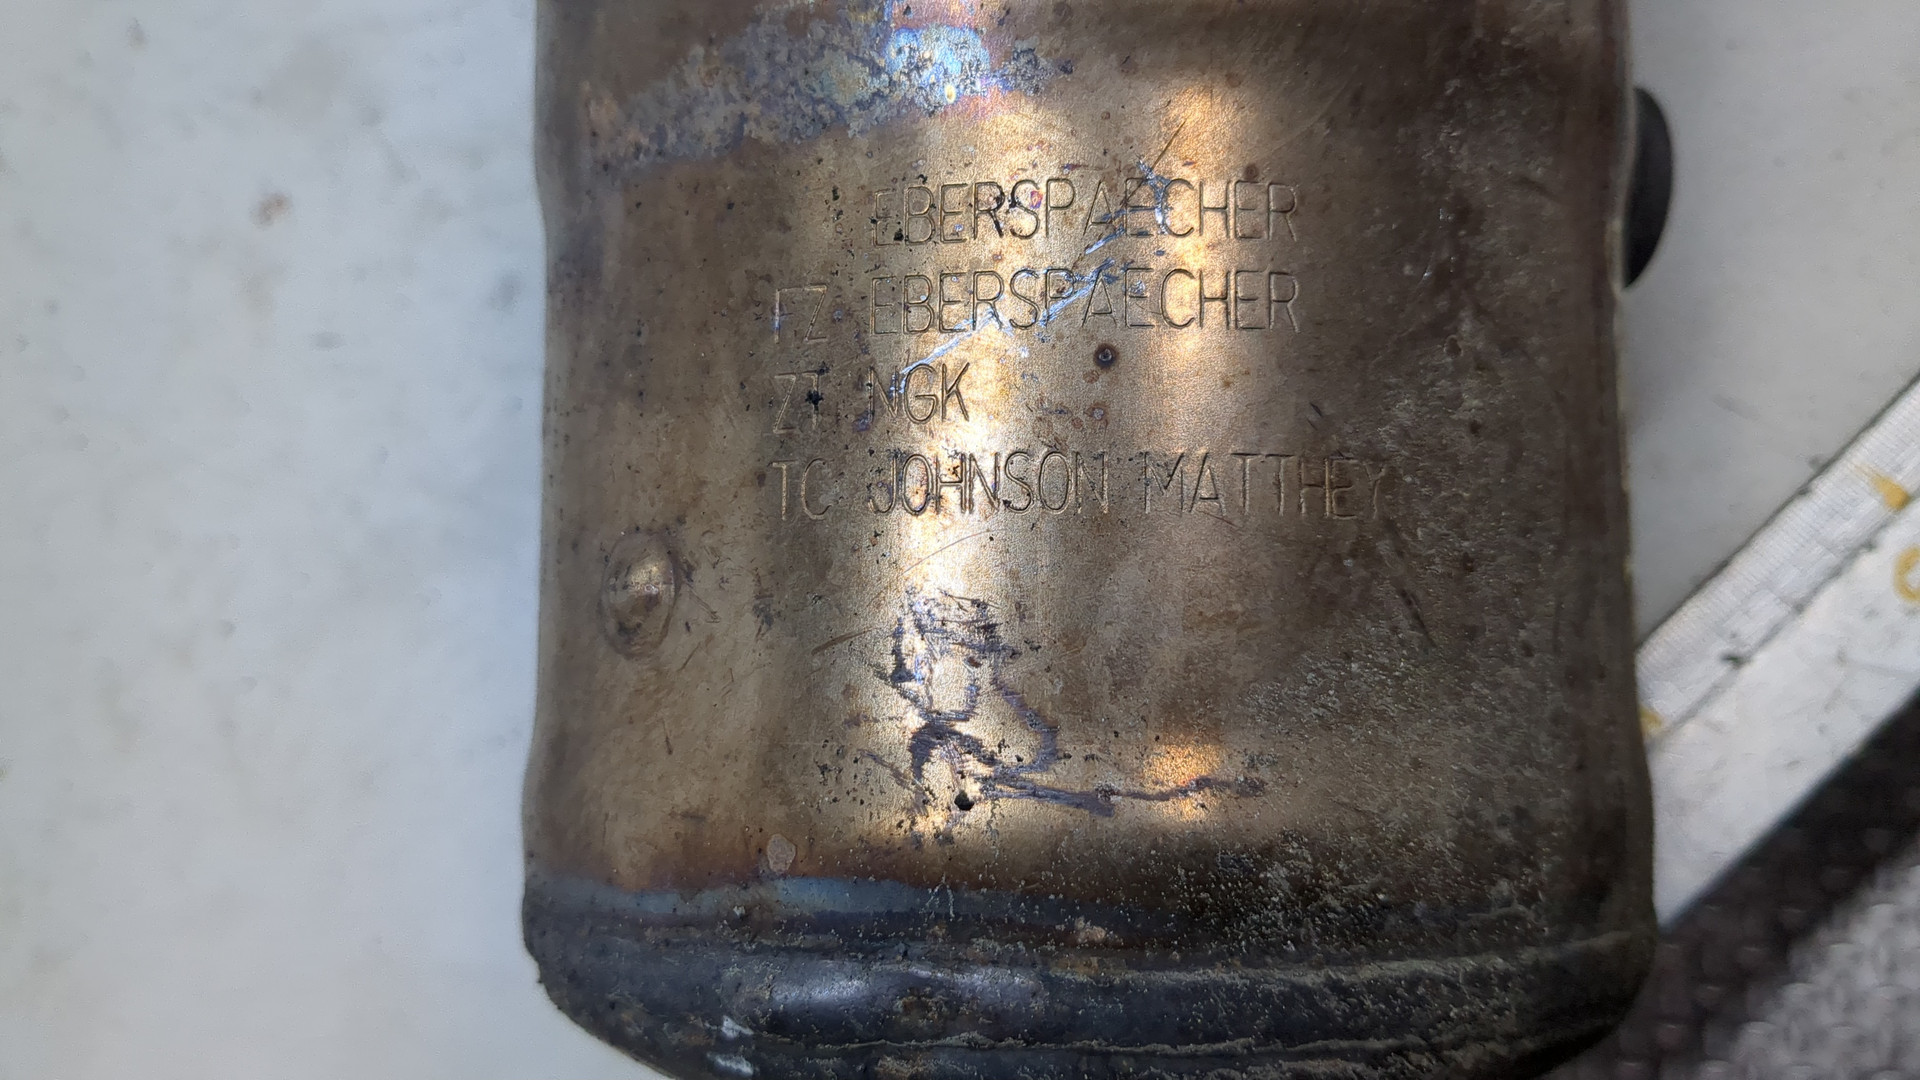 EBERSPAECHER
FZ EBERSPAECHER
ZT NGK
TC JOHNSON MATTHEY